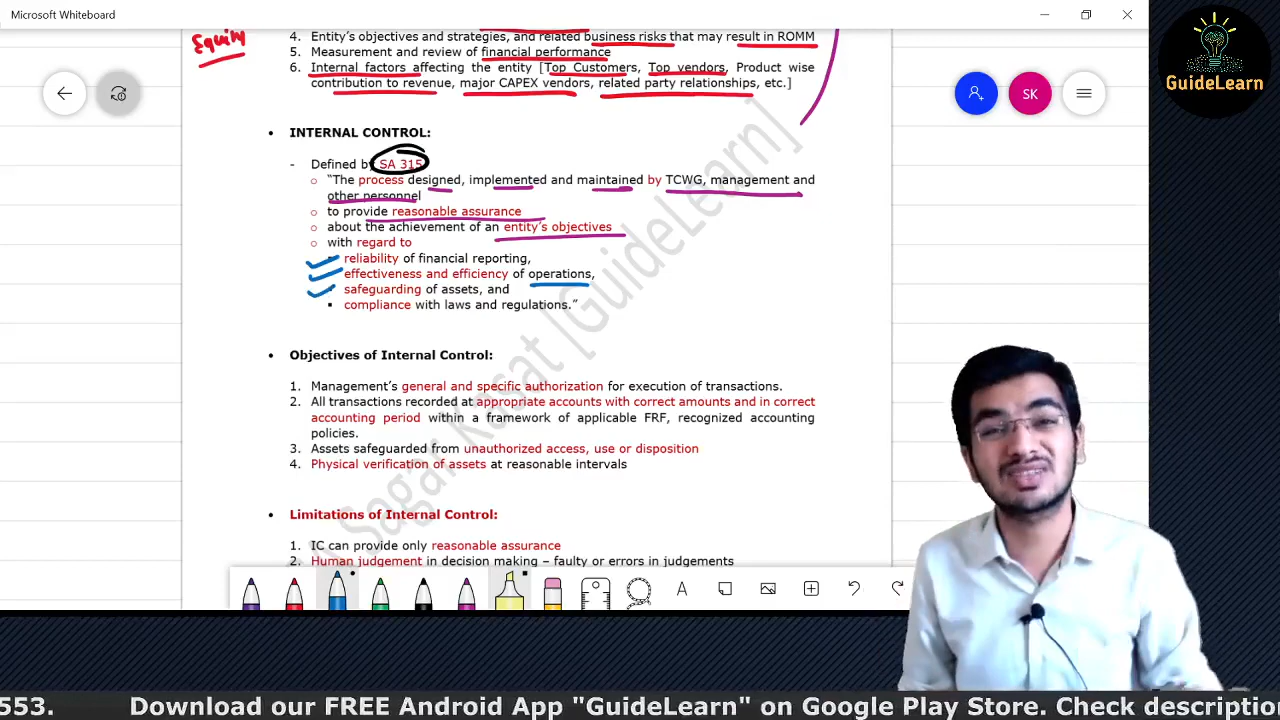 Microsoft Whiteboard
Equity
4. Entity's objectives and strategies, and related business risks that may result in ROMM
5. Measurement and review of financial performance
6. Internal factors affecting the entity [Top Customers, Top vendors, Product wise
contribution to revenue, major CAPEX vendors, related party relationships, etc.]
SK
GuideLearn
• INTERNAL CONTROL:
- Defined by SA 315
o "The process designed, implemented and maintained by TCWG, management and
other personnel
o to provide reasonable assurance
o about the achievement of an entity's objectives
o with regard to
▪ reliability of financial reporting,
▪ effectiveness and efficiency of operations,
▪ safeguarding of assets, and
▪ compliance with laws and regulations."
• Objectives of Internal Control:
1. Management's general and specific authorization for execution of transactions.
2. All transactions recorded at appropriate accounts with correct amounts and in correct
accounting period within a framework of applicable FRF, recognized accounting
policies.
3. Assets safeguarded from unauthorized access, use or disposition
4. Physical verification of assets at reasonable intervals
• Limitations of Internal Control:
1. IC can provide only reasonable assurance
2. Human judgement in decision making – faulty or errors in judgements
Sagar Kasat [GuideLearn]
A
553. Download our FREE Android App "GuideLearn" on Google Play Store. Check descriptio